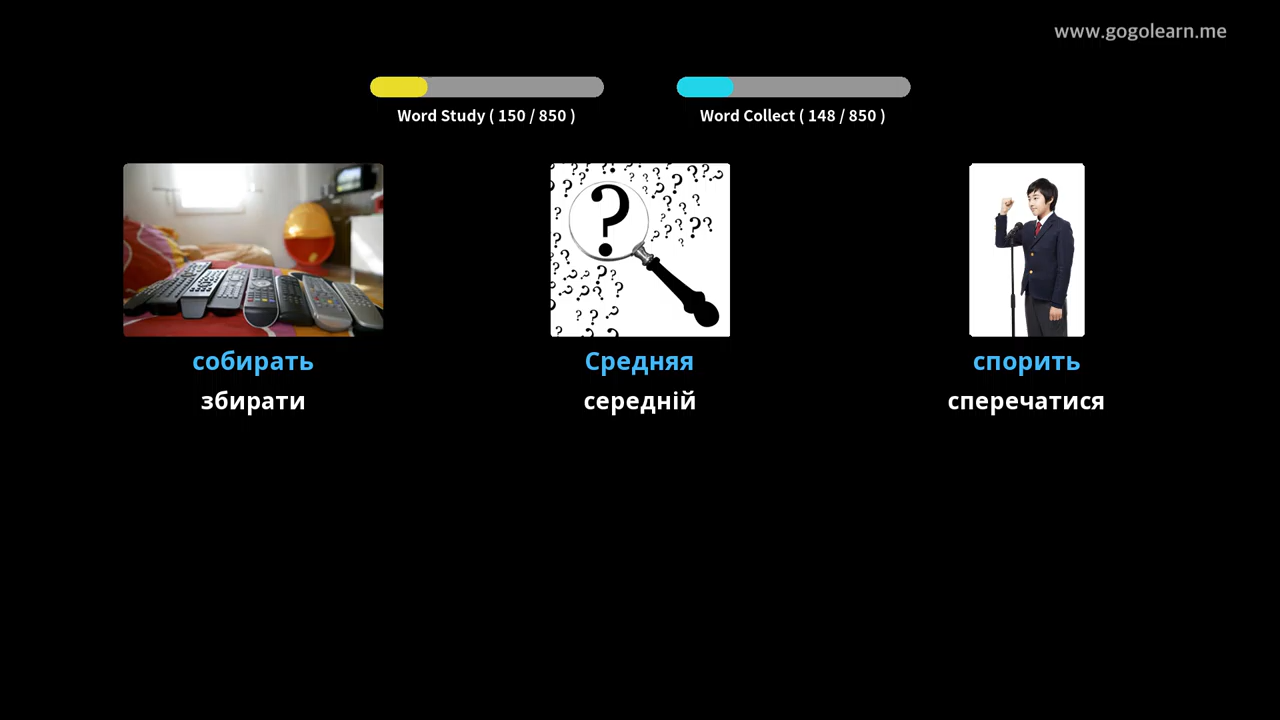 www.gogolearn.me
Word Study ( 150 / 850 )
Word Collect ( 148 / 850 )
собирать
Средняя
спорить
збирати
середній
сперечатися